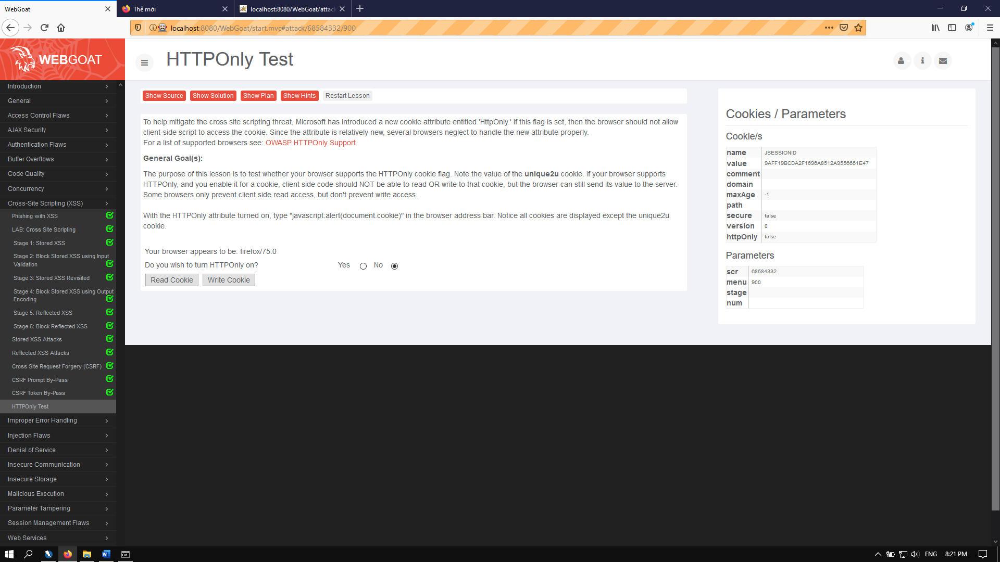 WebGoat
Thẻ mới
localhost:8080/WebGoat/attac
localhost:8080/WebGoat/start.mvc#attack/68584332/900
WEBGOAT
HTTPOnly Test
Introduction
General
Access Control Flaws
AJAX Security
Authentication Flaws
Buffer Overflows
Code Quality
Concurrency
Cross-Site Scripting (XSS)
Phishing with XSS
LAB: Cross Site Scripting
Stage 1: Stored XSS
Stage 2: Block Stored XSS using Input
Validation
Stage 3: Stored XSS Revisited
Stage 4: Block Stored XSS using Output
Encoding
Stage 5: Reflected XSS
Stage 6: Block Reflected XSS
Stored XSS Attacks
Reflected XSS Attacks
Cross Site Request Forgery (CSRF)
CSRF Prompt By-Pass
CSRF Token By-Pass
HTTPOnly Test
Improper Error Handling
Injection Flaws
Denial of Service
Insecure Communication
Insecure Storage
Malicious Execution
Parameter Tampering
Session Management Flaws
Web Services
Show Source Show Solution Show Plan Show Hints Restart Lesson
To help mitigate the cross site scripting threat, Microsoft has introduced a new cookie attribute entitled 'HttpOnly.' If this flag is set, then the browser should not allow
client-side script to access the cookie. Since the attribute is relatively new, several browsers neglect to handle the new attribute properly.
For a list of supported browsers see: OWASP HTTPOnly Support
General Goal(s):
The purpose of this lesson is to test whether your browser supports the HTTPOnly cookie flag. Note the value of the unique2u cookie. If your browser supports
HTTPOnly, and you enable it for a cookie, client side code should NOT be able to read OR write to that cookie, but the browser can still send its value to the server.
Some browsers only prevent client side read access, but don't prevent write access.
With the HTTPOnly attribute turned on, type "javascript:alert(document.cookie)" in the browser address bar. Notice all cookies are displayed except the unique2u
cookie.
Your browser appears to be: firefox/75.0
Do you wish to turn HTTPOnly on? Yes No
Read Cookie Write Cookie
Cookies / Parameters
Cookie/s
name JSESSIONID
value 9AFF19BCDA2F1696A8512A9556651E47
comment
domain
maxAge -1
path
secure false
version 0
httpOnly false
Parameters
scr 68584332
menu 900
stage
num
ENG 8:21 PM